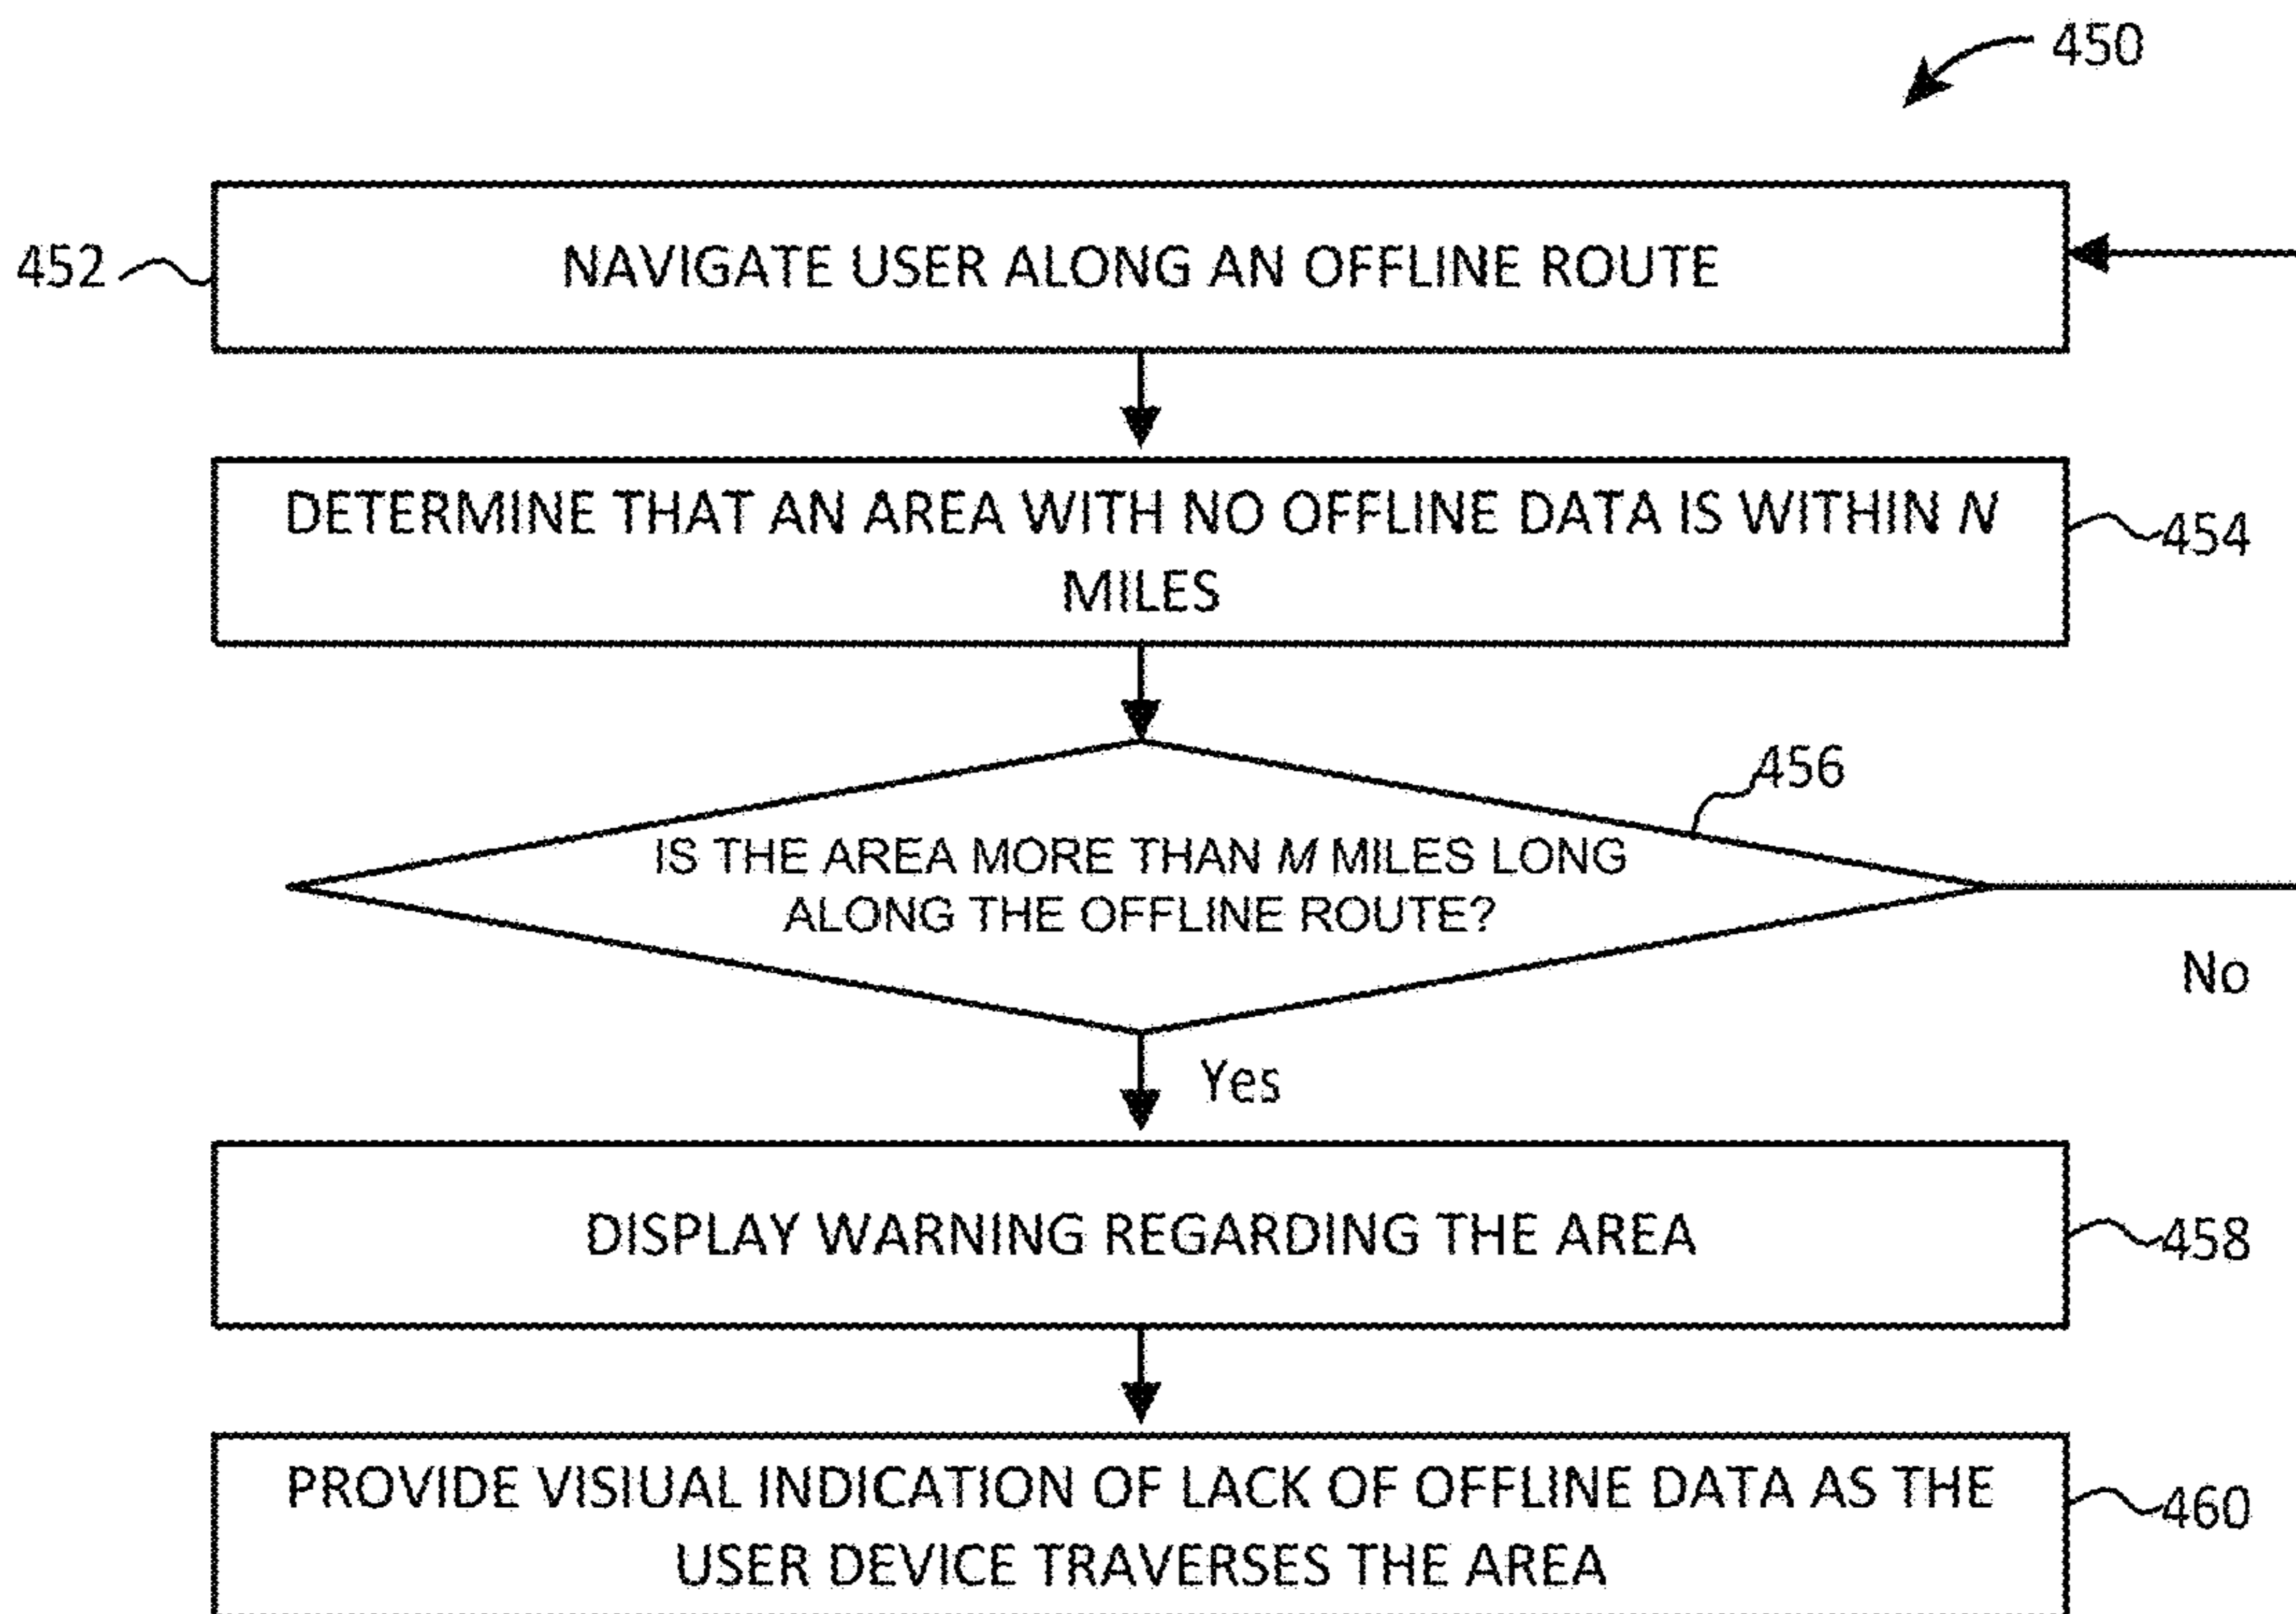 450
452
NAVIGATE USER ALONG AN OFFLINE ROUTE
DETERMINE THAT AN AREA WITH NO OFFLINE DATA IS WITHIN N
MILES
454
456
IS THE AREA MORE THAN M MILES LONG
ALONG THE OFFLINE ROUTE?
No
Yes
DISPLAY WARNING REGARDING THE AREA
458
PROVIDE VISIUAL INDICATION OF LACK OF OFFLINE DATA AS THE
USER DEVICE TRAVERSES THE AREA
460